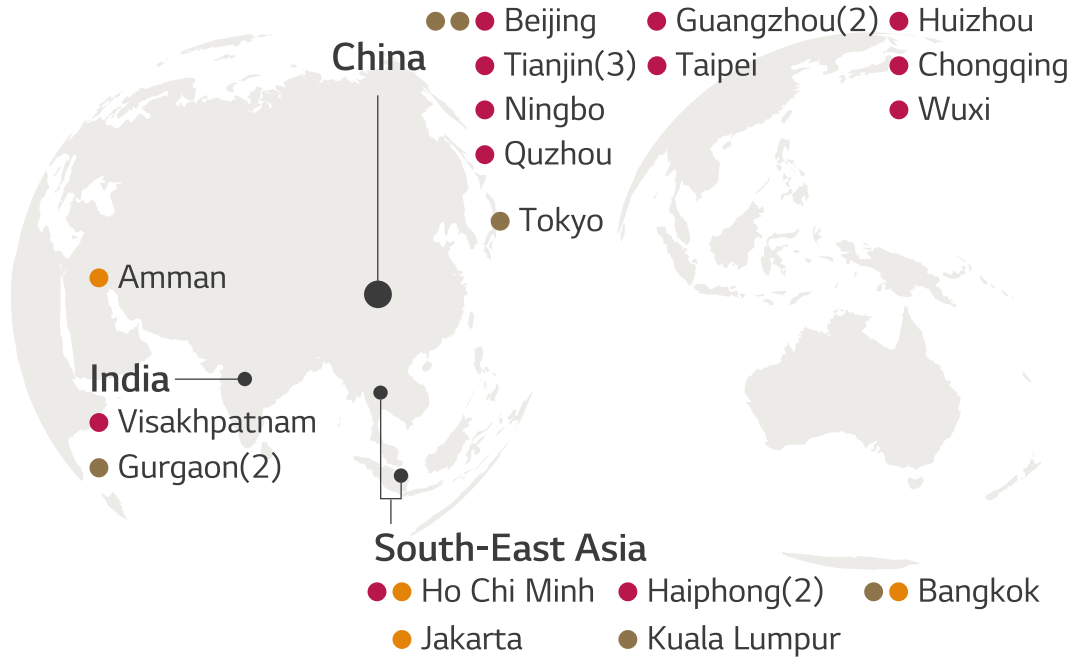 China
Beijing
Guangzhou(2)
Huizhou
Tianjin(3)
Taipei
Chongqing
Ningbo
Wuxi
Quzhou
Tokyo
Amman
India
Visakhpatnam
Gurgaon(2)
South-East Asia
Ho Chi Minh
Haiphong(2)
Bangkok
Jakarta
Kuala Lumpur